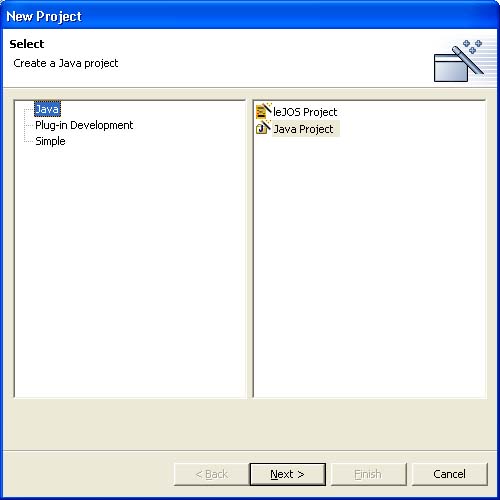 New Project
Select
Create a Java project
Java
Plug-in Development
Simple
leJOS Project
Java Project
< Back
Next >
Finish
Cancel